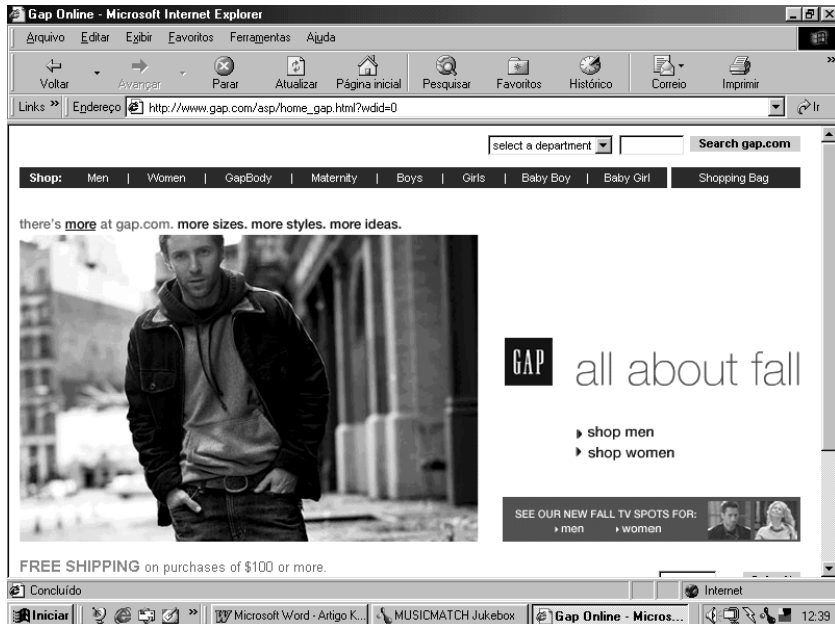 Gap Online - Microsoft Internet Explorer
Arquivo Editar Exibir Favoritos Ferramentas Ajuda
Voltar Avançar Parar Atualizar Página inicial Pesquisar Favoritos Histórico Correio Imprimir
Links Endereço http://www.gap.com/asp/home_gap.html?wdid=0 Ir
select a department Search gap.com
Shop: Men | Women | GapBody | Maternity | Boys | Girls | Baby Boy | Baby Girl Shopping Bag
there's more at gap.com. more sizes. more styles. more ideas.
GAP all about fall
shop men
shop women
SEE OUR NEW FALL TV SPOTS FOR:
men women
FREE SHIPPING on purchases of $100 or more.
Concluído Internet
Iniciar Microsoft Word - Artigo K... MUSICMATCH Jukebox Gap Online - Micros... 12:39